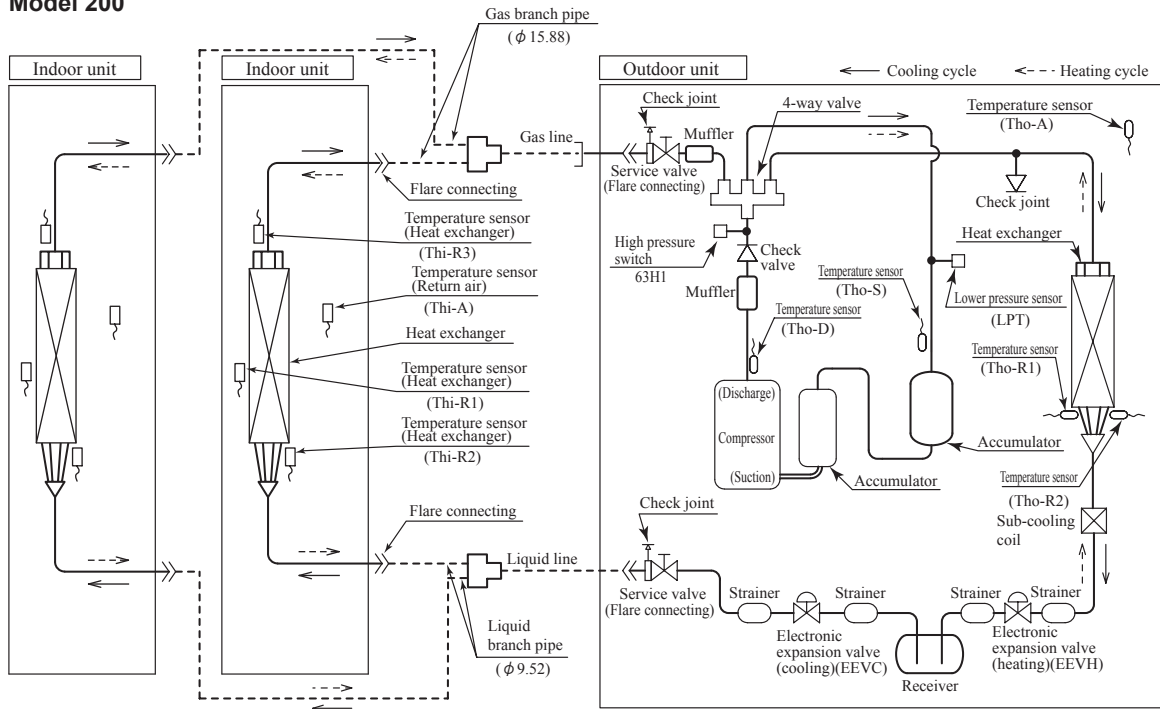 Model 200
Gas branch pipe
(ϕ 15.88)
Indoor unit
Indoor unit
Outdoor unit
Cooling cycle
Heating cycle
Check joint
4-way valve
Temperature sensor
(Tho-A)
Muffler
Gas line
Service valve
(Flare connecting)
Flare connecting
Check joint
Temperature sensor
(Heat exchanger)
(Thi-R3)
High pressure
switch
63H1
Check
valve
Heat exchanger
Temperature sensor
(Return air)
(Thi-A)
Muffler
Temperature sensor
(Tho-S)
Lower pressure sensor
(LPT)
Temperature sensor
(Tho-D)
Heat exchanger
Temperature sensor
(Tho-R1)
Temperature sensor
(Heat exchanger)
(Thi-R1)
(Discharge)
Compressor
(Suction)
Temperature sensor
(Heat exchanger)
(Thi-R2)
Accumulator
Accumulator
Temperature sensor
(Tho-R2)
Sub-cooling
coil
Check joint
Flare connecting
Liquid line
Service valve
(Flare connecting)
Strainer
Strainer
Strainer
Strainer
Liquid
branch pipe
(ϕ 9.52)
Electronic
expansion valve
(cooling)(EEVC)
Electronic
expansion valve
(heating)(EEVH)
Receiver